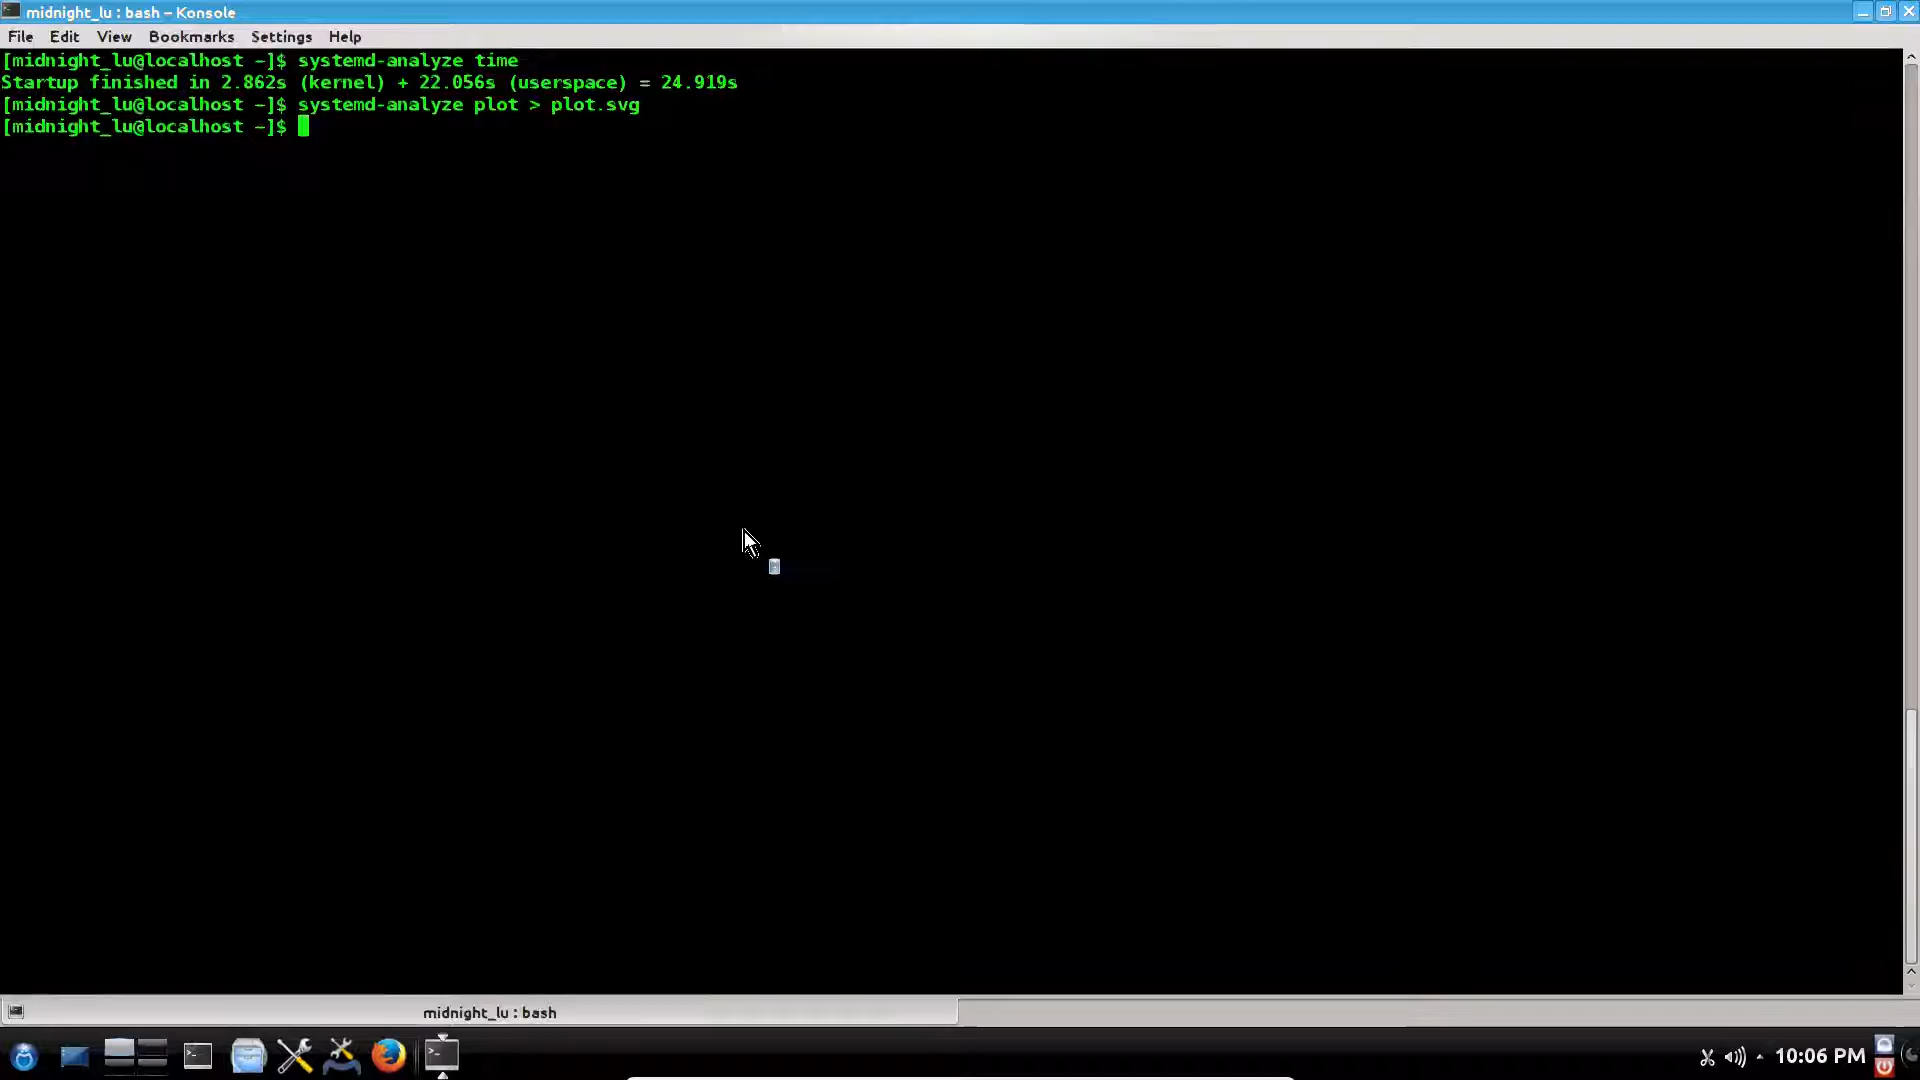 midnight_lu : bash – Konsole
File Edit View Bookmarks Settings Help
[midnight_lu@localhost ~]$ systemd-analyze time
Startup finished in 2.862s (kernel) + 22.056s (userspace) = 24.919s
[midnight_lu@localhost ~]$ systemd-analyze plot > plot.svg
[midnight_lu@localhost ~]$
midnight_lu : bash
10:06 PM